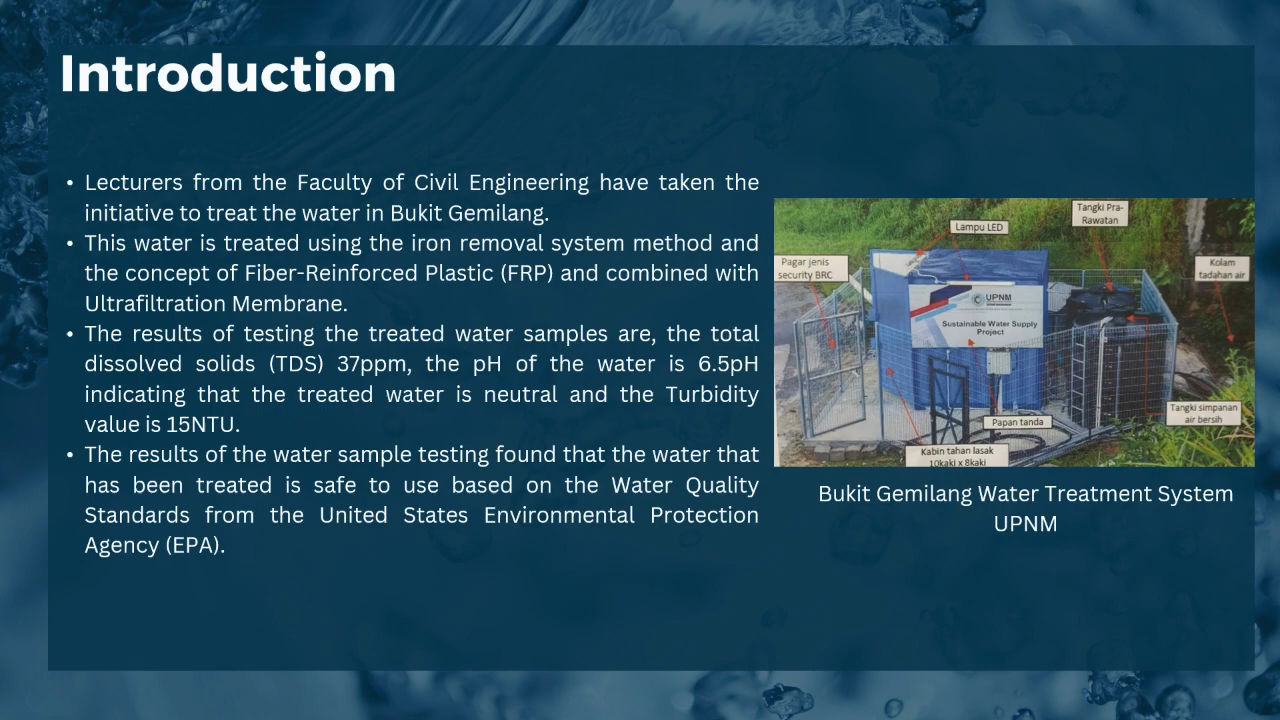 Introduction
• Lecturers from the Faculty of Civil Engineering have taken the
initiative to treat the water in Bukit Gemilang.
• This water is treated using the iron removal system method and
the concept of Fiber-Reinforced Plastic (FRP) and combined with
Ultrafiltration Membrane.
• The results of testing the treated water samples are, the total
dissolved solids (TDS) 37ppm, the pH of the water is 6.5pH
indicating that the treated water is neutral and the Turbidity
value is 15NTU.
• The results of the water sample testing found that the water that
has been treated is safe to use based on the Water Quality
Standards from the United States Environmental Protection
Agency (EPA).
Tangki Pra-
Rawatan
Lampu LED
Pagar jenis
security BRC
Kolam
tadahan air
UPNM
Sustainable Water Supply
Project
Tangki simpanan
air bersih
Papan tanda
Kabin tahan lasak
10kaki x 8kaki
Bukit Gemilang Water Treatment System
UPNM